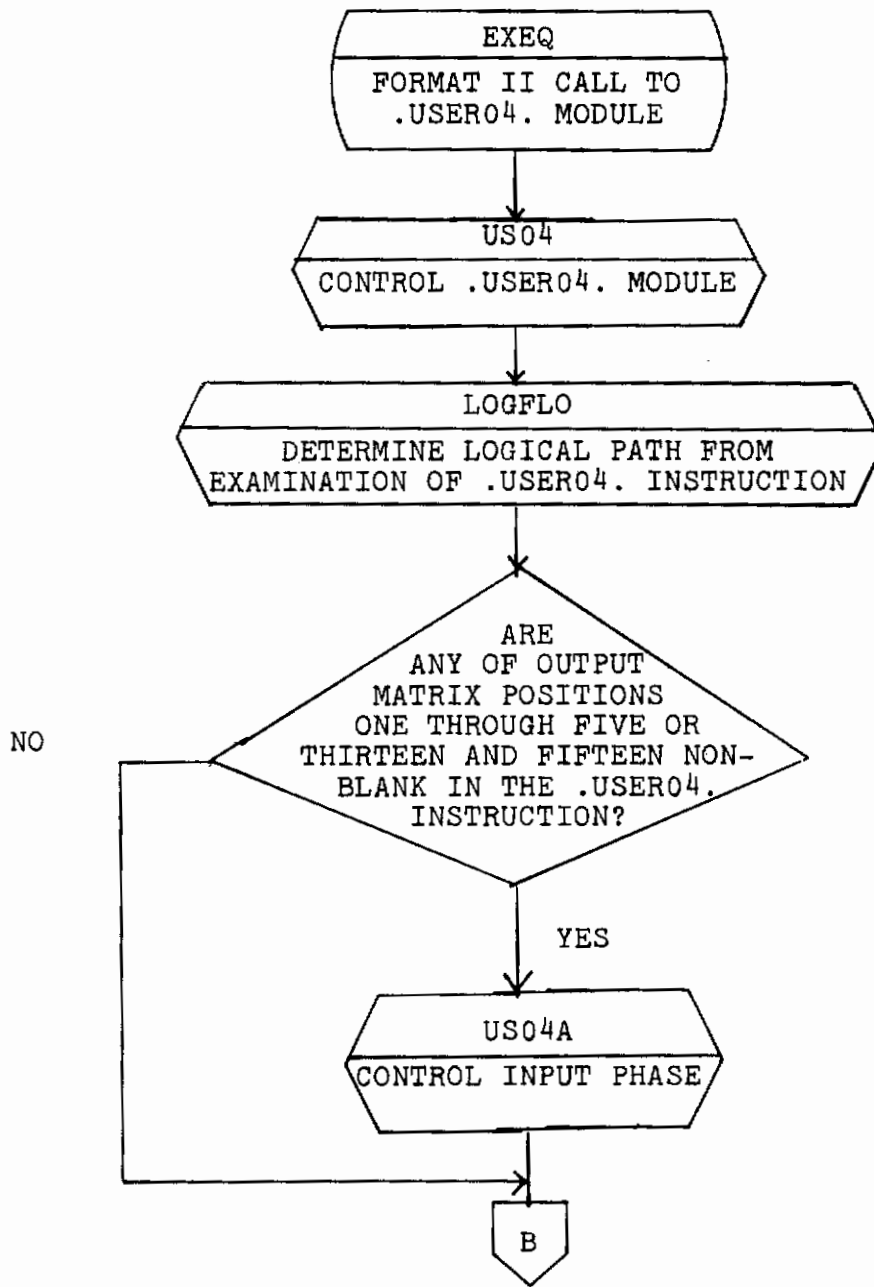 EXEQ
FORMAT II CALL TO
.USER04. MODULE
US04
CONTROL .USER04. MODULE
LOGFLO
DETERMINE LOGICAL PATH FROM
EXAMINATION OF .USER04. INSTRUCTION
ARE
ANY OF OUTPUT
MATRIX POSITIONS
ONE THROUGH FIVE OR
THIRTEEN AND FIFTEEN NON-
BLANK IN THE .USER04.
INSTRUCTION?
NO
YES
US04A
CONTROL INPUT PHASE
B